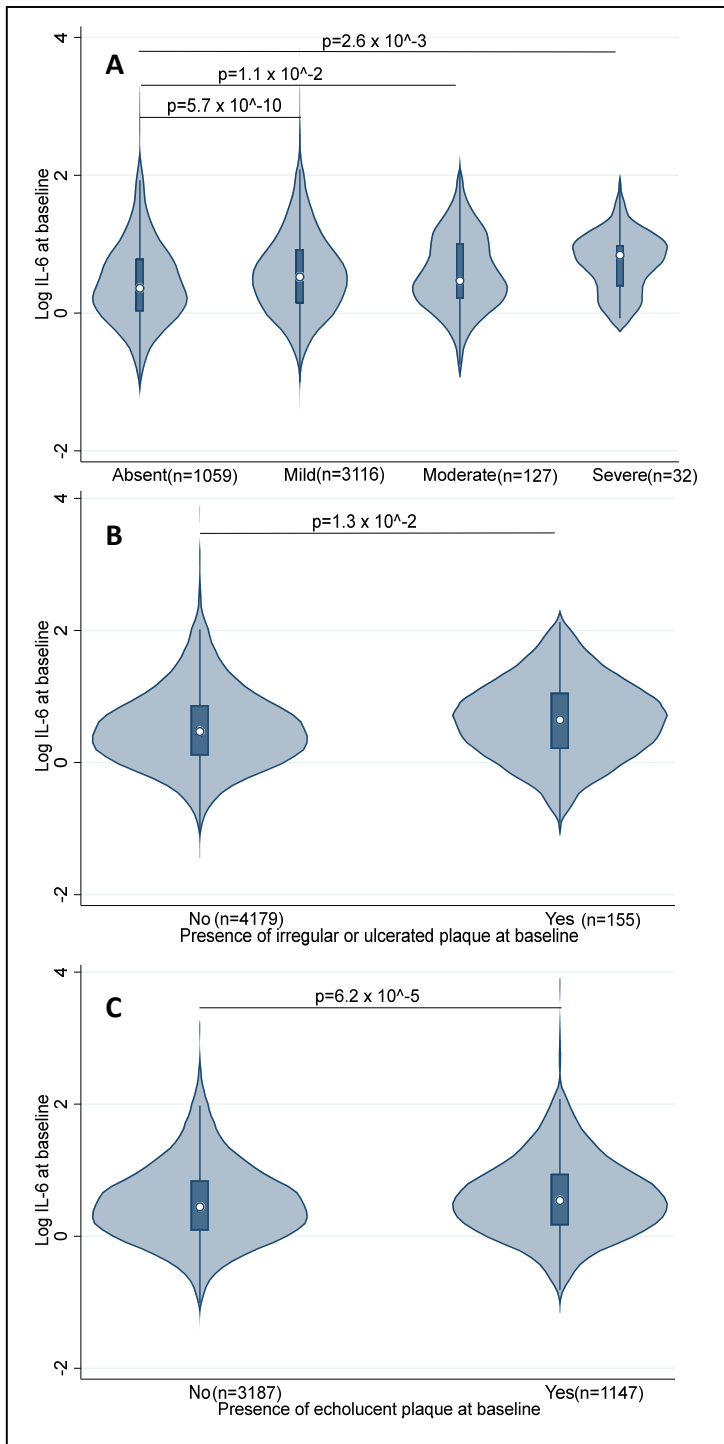 4
A
p=2.6 x 10^-3
p=1.1 x 10^-2
p=5.7 x 10^-10
2
Log IL-6 at baseline
0
-2
Absent(n=1059) Mild(n=3116) Moderate(n=127) Severe(n=32)
4
B
p=1.3 x 10^-2
2
Log IL-6 at baseline
0
-2
No (n=4179) Yes (n=155)
Presence of irregular or ulcerated plaque at baseline
4
C
p=6.2 x 10^-5
2
Log IL-6 at baseline
0
-2
No(n=3187) Yes(n=1147)
Presence of echolucent plaque at baseline